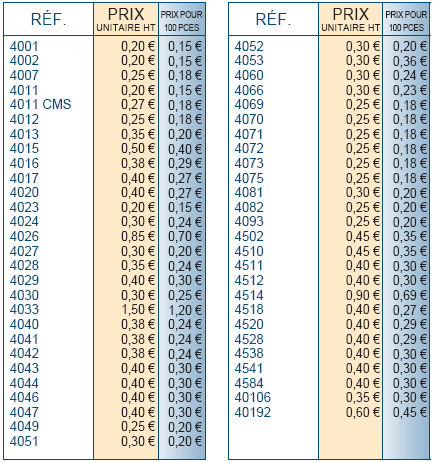 RÉF. PRIX UNITAIRE HT PRIX POUR 100 PCES
4001 0,20 € 0,15 €
4002 0,20 € 0,15 €
4007 0,25 € 0,18 €
4011 0,20 € 0,15 €
4011 CMS 0,27 € 0,18 €
4012 0,25 € 0,18 €
4013 0,35 € 0,20 €
4015 0,50 € 0,40 €
4016 0,38 € 0,29 €
4017 0,40 € 0,27 €
4020 0,40 € 0,27 €
4023 0,20 € 0,15 €
4024 0,30 € 0,24 €
4026 0,85 € 0,70 €
4027 0,30 € 0,20 €
4028 0,35 € 0,24 €
4029 0,40 € 0,30 €
4030 0,30 € 0,25 €
4033 1,50 € 1,20 €
4040 0,38 € 0,24 €
4041 0,38 € 0,24 €
4042 0,38 € 0,24 €
4043 0,40 € 0,30 €
4044 0,40 € 0,30 €
4046 0,40 € 0,30 €
4047 0,40 € 0,30 €
4049 0,25 € 0,20 €
4051 0,30 € 0,20 €
RÉF. PRIX UNITAIRE HT PRIX POUR 100 PCES
4052 0,30 € 0,20 €
4053 0,30 € 0,36 €
4060 0,30 € 0,24 €
4066 0,30 € 0,23 €
4069 0,25 € 0,18 €
4070 0,25 € 0,18 €
4071 0,25 € 0,18 €
4072 0,25 € 0,18 €
4073 0,25 € 0,18 €
4075 0,25 € 0,18 €
4081 0,30 € 0,20 €
4082 0,25 € 0,20 €
4093 0,25 € 0,20 €
4502 0,45 € 0,35 €
4510 0,45 € 0,35 €
4511 0,40 € 0,30 €
4512 0,40 € 0,30 €
4514 0,90 € 0,69 €
4518 0,40 € 0,27 €
4520 0,40 € 0,29 €
4528 0,40 € 0,29 €
4538 0,40 € 0,30 €
4541 0,40 € 0,30 €
4584 0,40 € 0,30 €
40106 0,35 € 0,30 €
40192 0,60 € 0,45 €